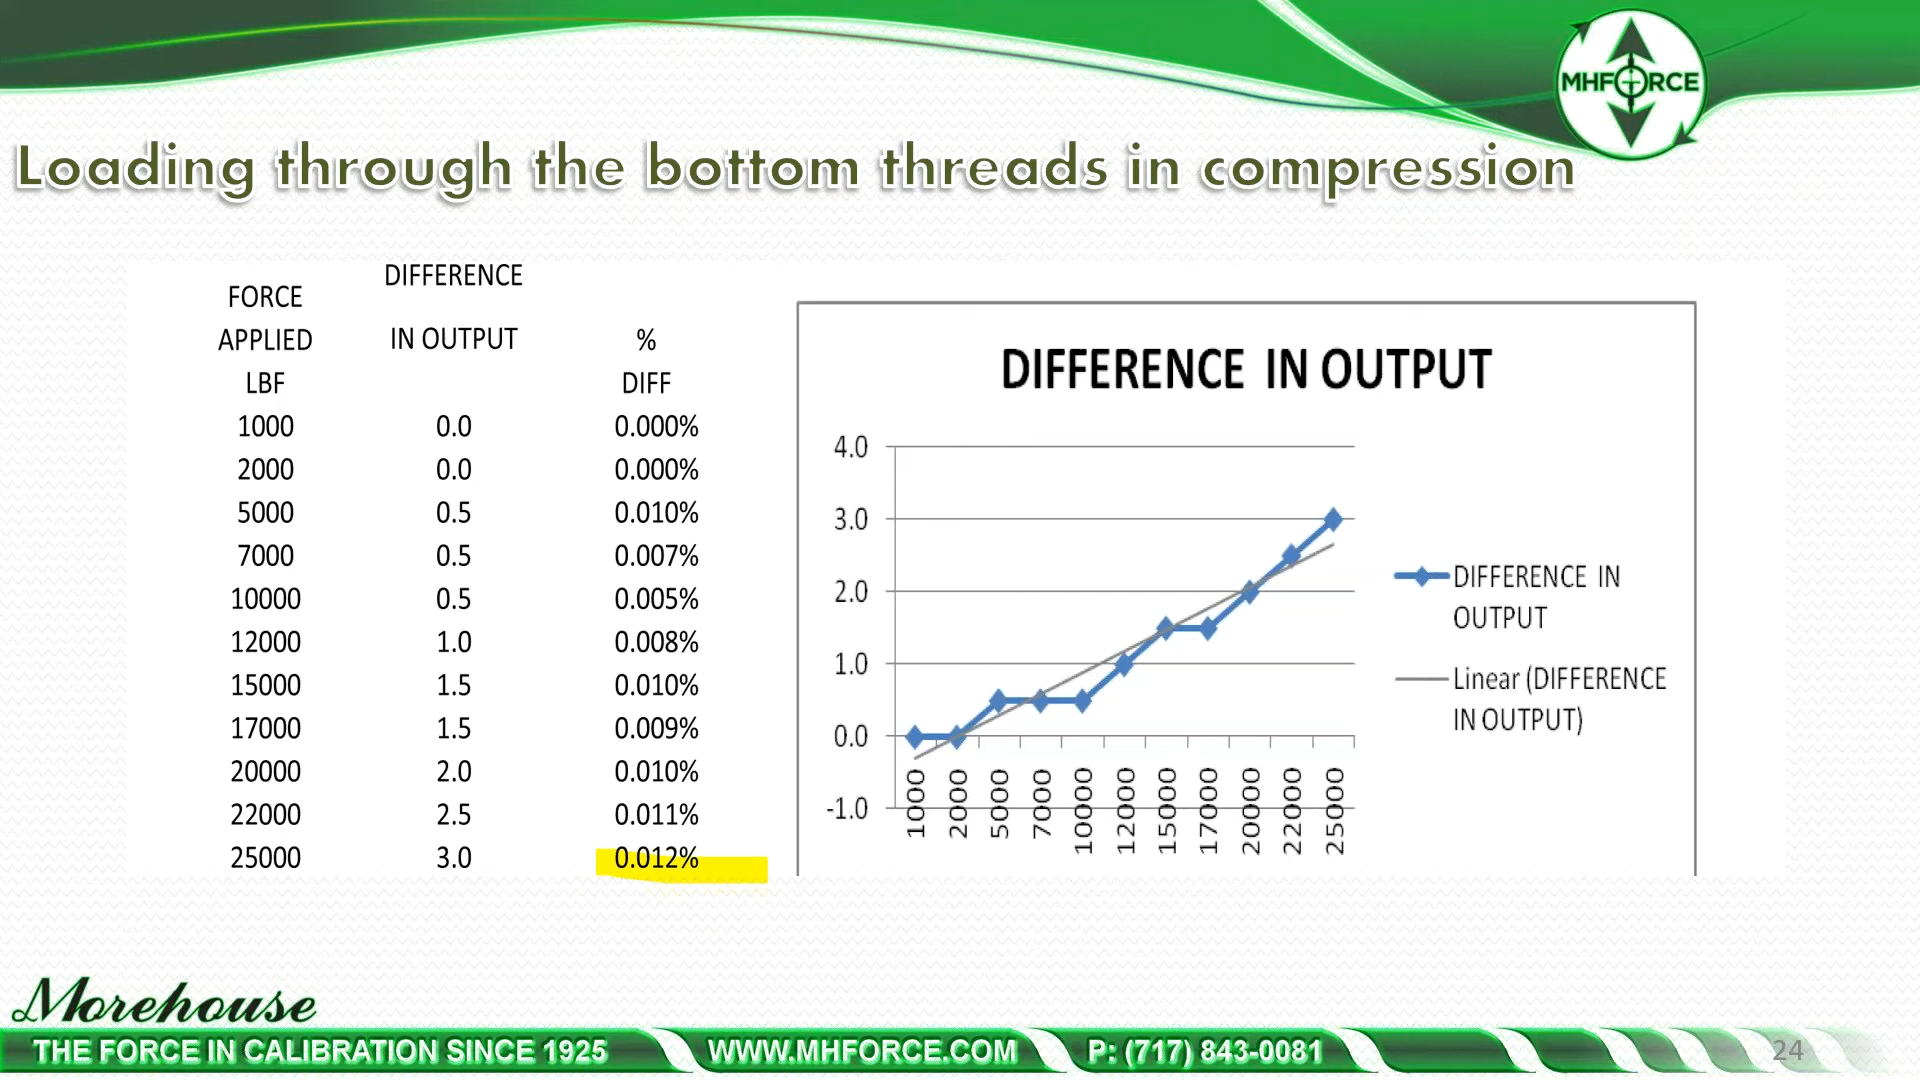 MHFORCE
Loading through the bottom threads in compression
FORCE APPLIED LBF	DIFFERENCE IN OUTPUT	% DIFF
1000	0.0	0.000%
2000	0.0	0.000%
5000	0.5	0.010%
7000	0.5	0.007%
10000	0.5	0.005%
12000	1.0	0.008%
15000	1.5	0.010%
17000	1.5	0.009%
20000	2.0	0.010%
22000	2.5	0.011%
25000	3.0	0.012%
DIFFERENCE IN OUTPUT
4.0
3.0
2.0
1.0
0.0
-1.0
1000 2000 5000 7000 10000 12000 15000 17000 20000 22000 25000
DIFFERENCE IN
OUTPUT
Linear (DIFFERENCE
IN OUTPUT)
Morehouse
THE FORCE IN CALIBRATION SINCE 1925 WWW.MHFORCE.COM P: (717) 843-0081 24